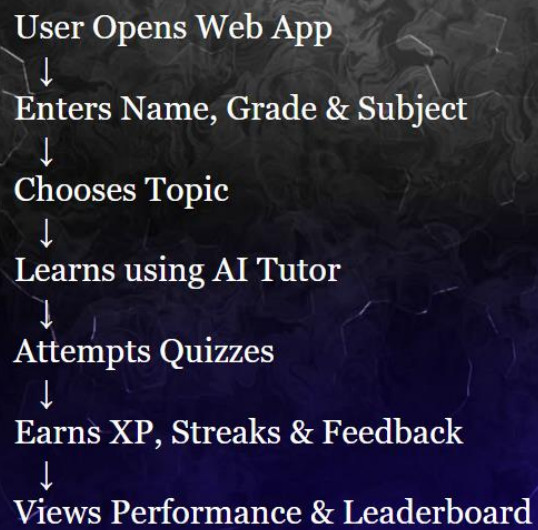 User Opens Web App
↓
Enters Name, Grade & Subject
↓
Chooses Topic
↓
Learns using AI Tutor
↓
Attempts Quizzes
↓
Earns XP, Streaks & Feedback
↓
Views Performance & Leaderboard